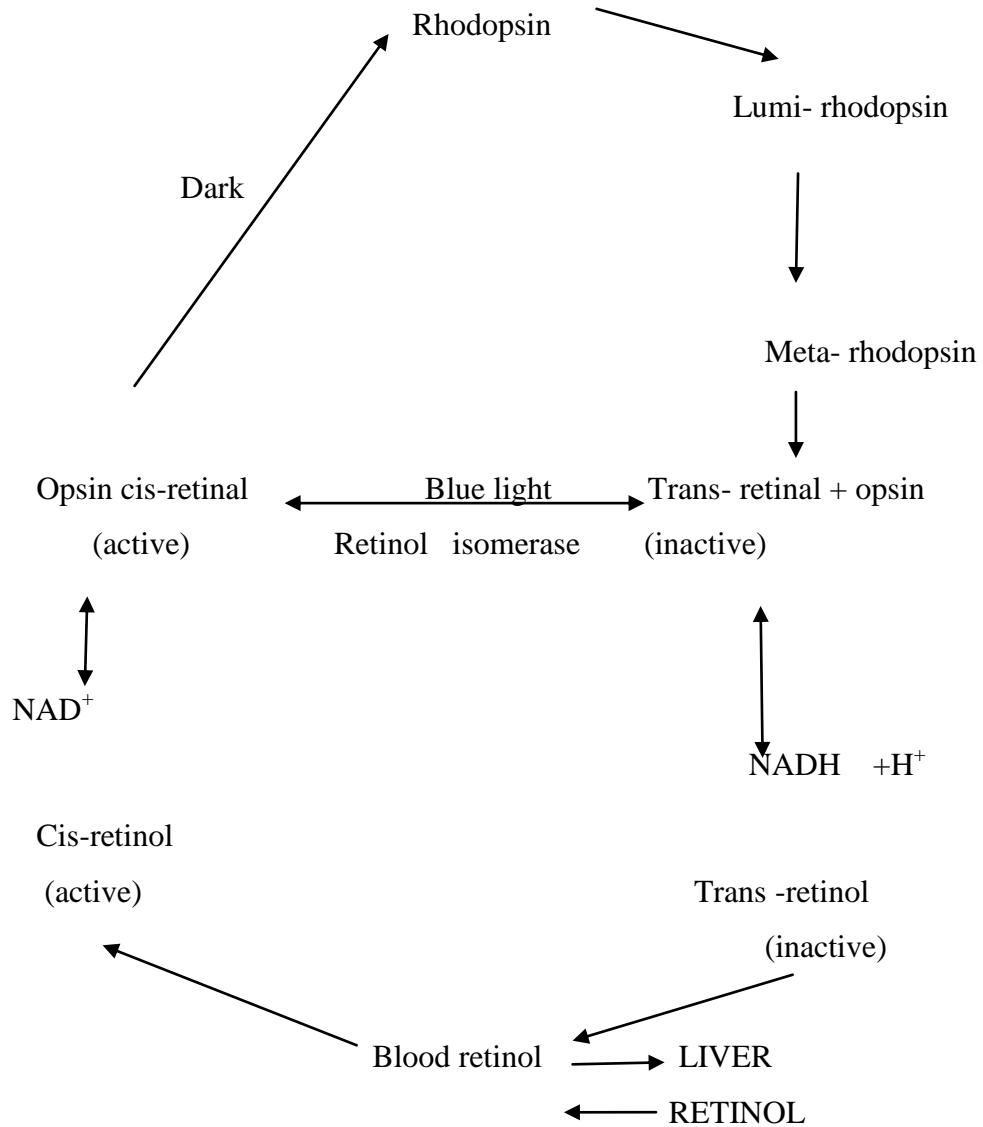 Rhodopsin
Lumi- rhodopsin
Dark
Meta- rhodopsin
Opsin cis-retinal Blue light Trans- retinal + opsin
(active) Retinol isomerase (inactive)
NAD⁺
NADH +H⁺
Cis-retinol
(active) Trans -retinol
(inactive)
Blood retinol LIVER
RETINOL